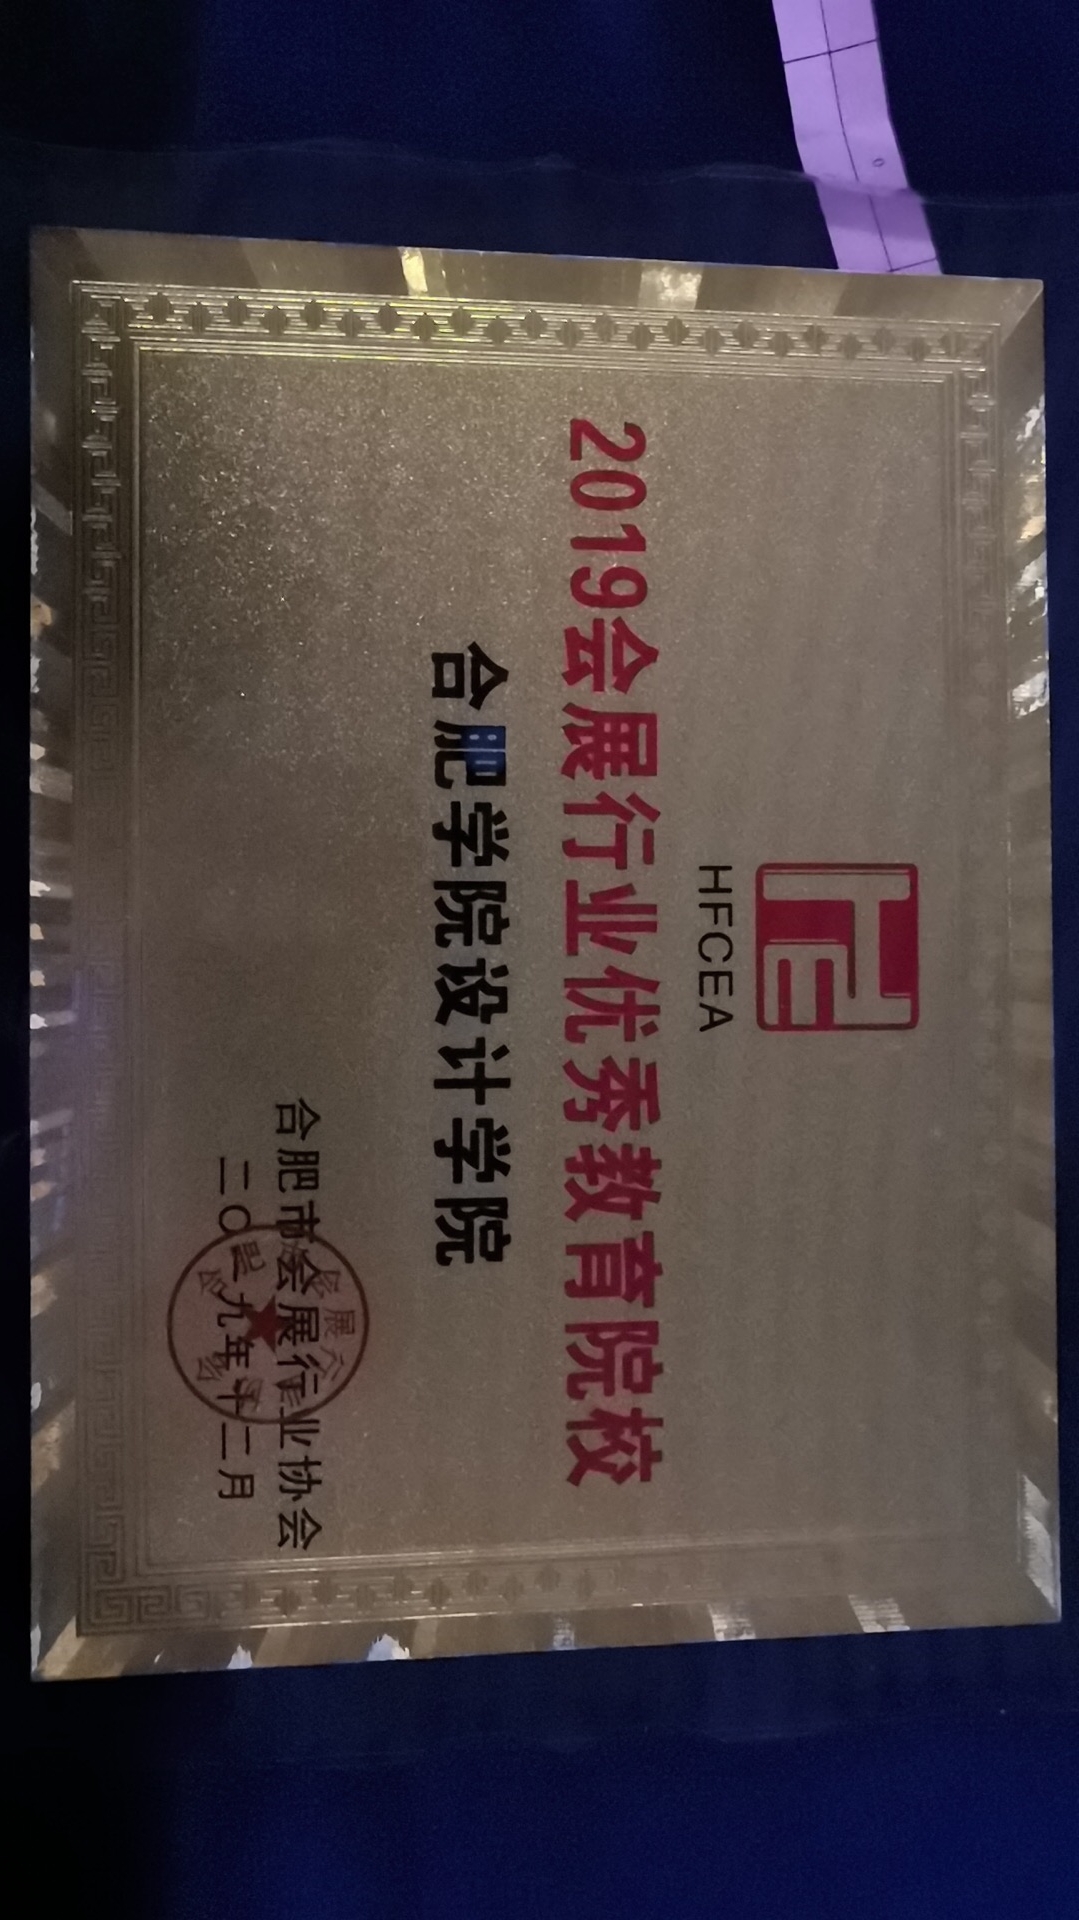 HFCEA
2019会展行业优秀教育院校
合肥学院设计学院
合肥市会展行业协会
二〇一九年十二月